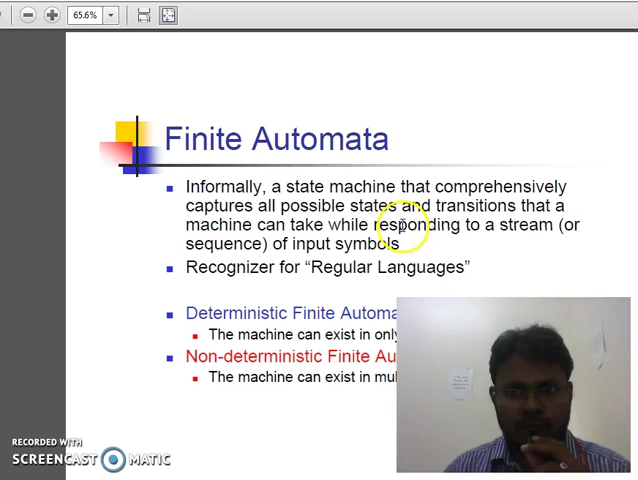 65.6%
Finite Automata
Informally, a state machine that comprehensively
captures all possible states and transitions that a
machine can take while responding to a stream (or
sequence) of input symbols
Recognizer for “Regular Languages”
Deterministic Finite Automa
The machine can exist in only
Non-deterministic Finite Au
The machine can exist in mul
RECORDED WITH
SCREENCAST MATIC